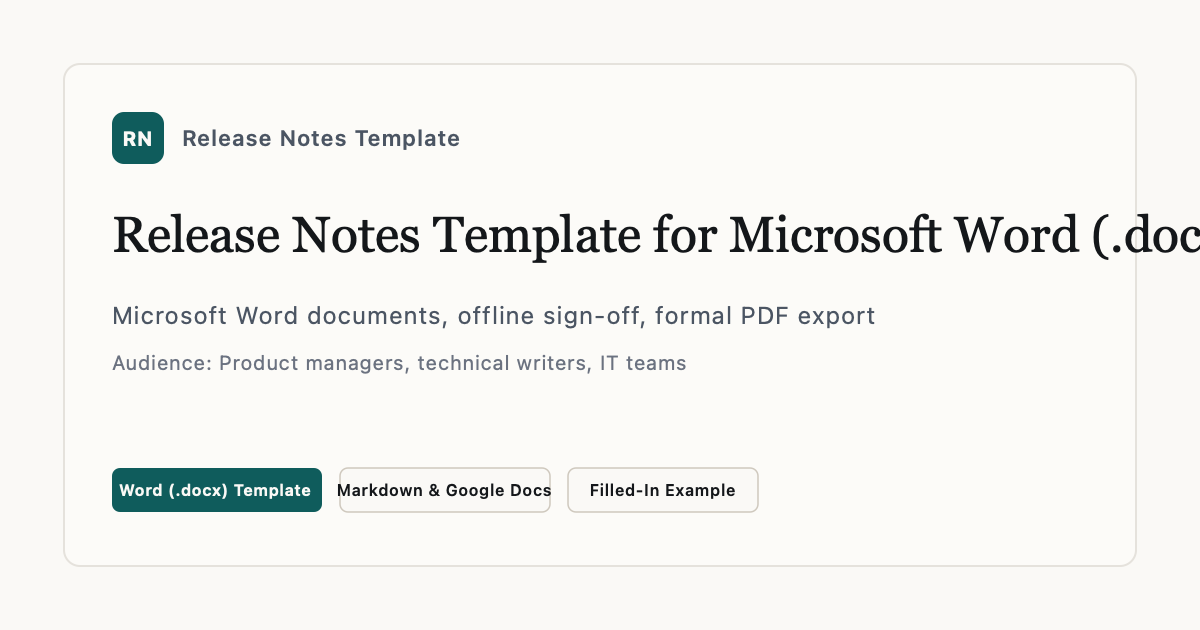 RN
Release Notes Template
Release Notes Template for Microsoft Word (.doc
Microsoft Word documents, offline sign-off, formal PDF export
Audience: Product managers, technical writers, IT teams
Word (.docx) Template
Markdown & Google Docs
Filled-In Example